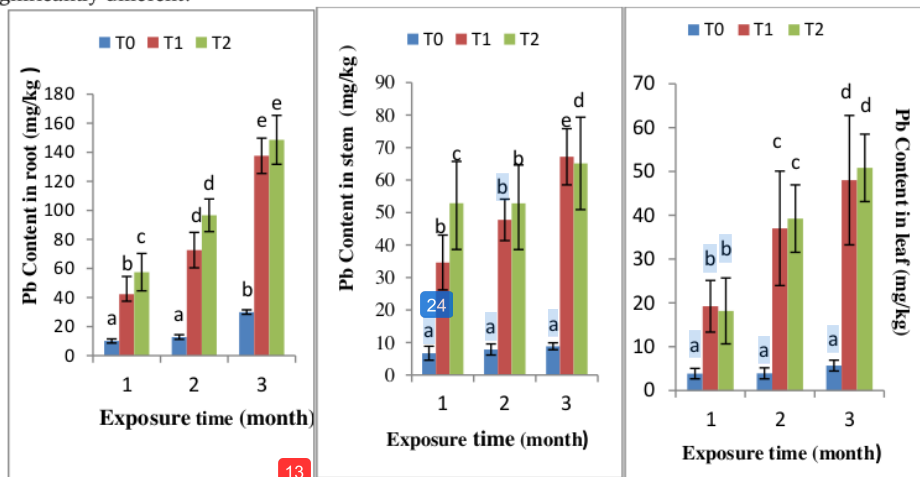 gnificantly different.
T0 T1 T2
Pb Content in root (mg/kg )
180
160
140
120
100
80
60
40
20
0
a b c
a d d
b e e
1 2 3
Exposure time (month)
13
T0 T1 T2
Pb Content in stem (mg/kg)
90
80
70
60
50
40
30
20
10
0
a b c
a b b
a e d
24
1 2 3
Exposure time (month)
T0 T1 T2
70
60
50
40
30
20
10
0
a b b
a c c
a d d
1 2 3
Exposure time (month)
Pb Content in leaf (mg/kg)